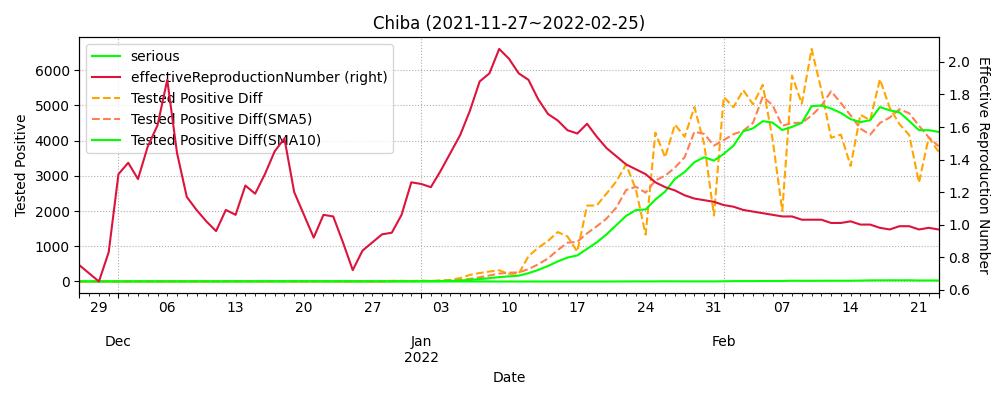 Chiba (2021-11-27~2022-02-25)
serious
effectiveReproductionNumber (right)
Tested Positive Diff
Tested Positive Diff(SMA5)
Tested Positive Diff(SMA10)
Tested Positive
6000
5000
4000
3000
2000
1000
0
Effective Reproduction Number
2.0
1.8
1.6
1.4
1.2
1.0
0.8
0.6
29 06 13 20 27 03 10 17 24 31 07 14 21
Dec Jan Feb
2022
Date